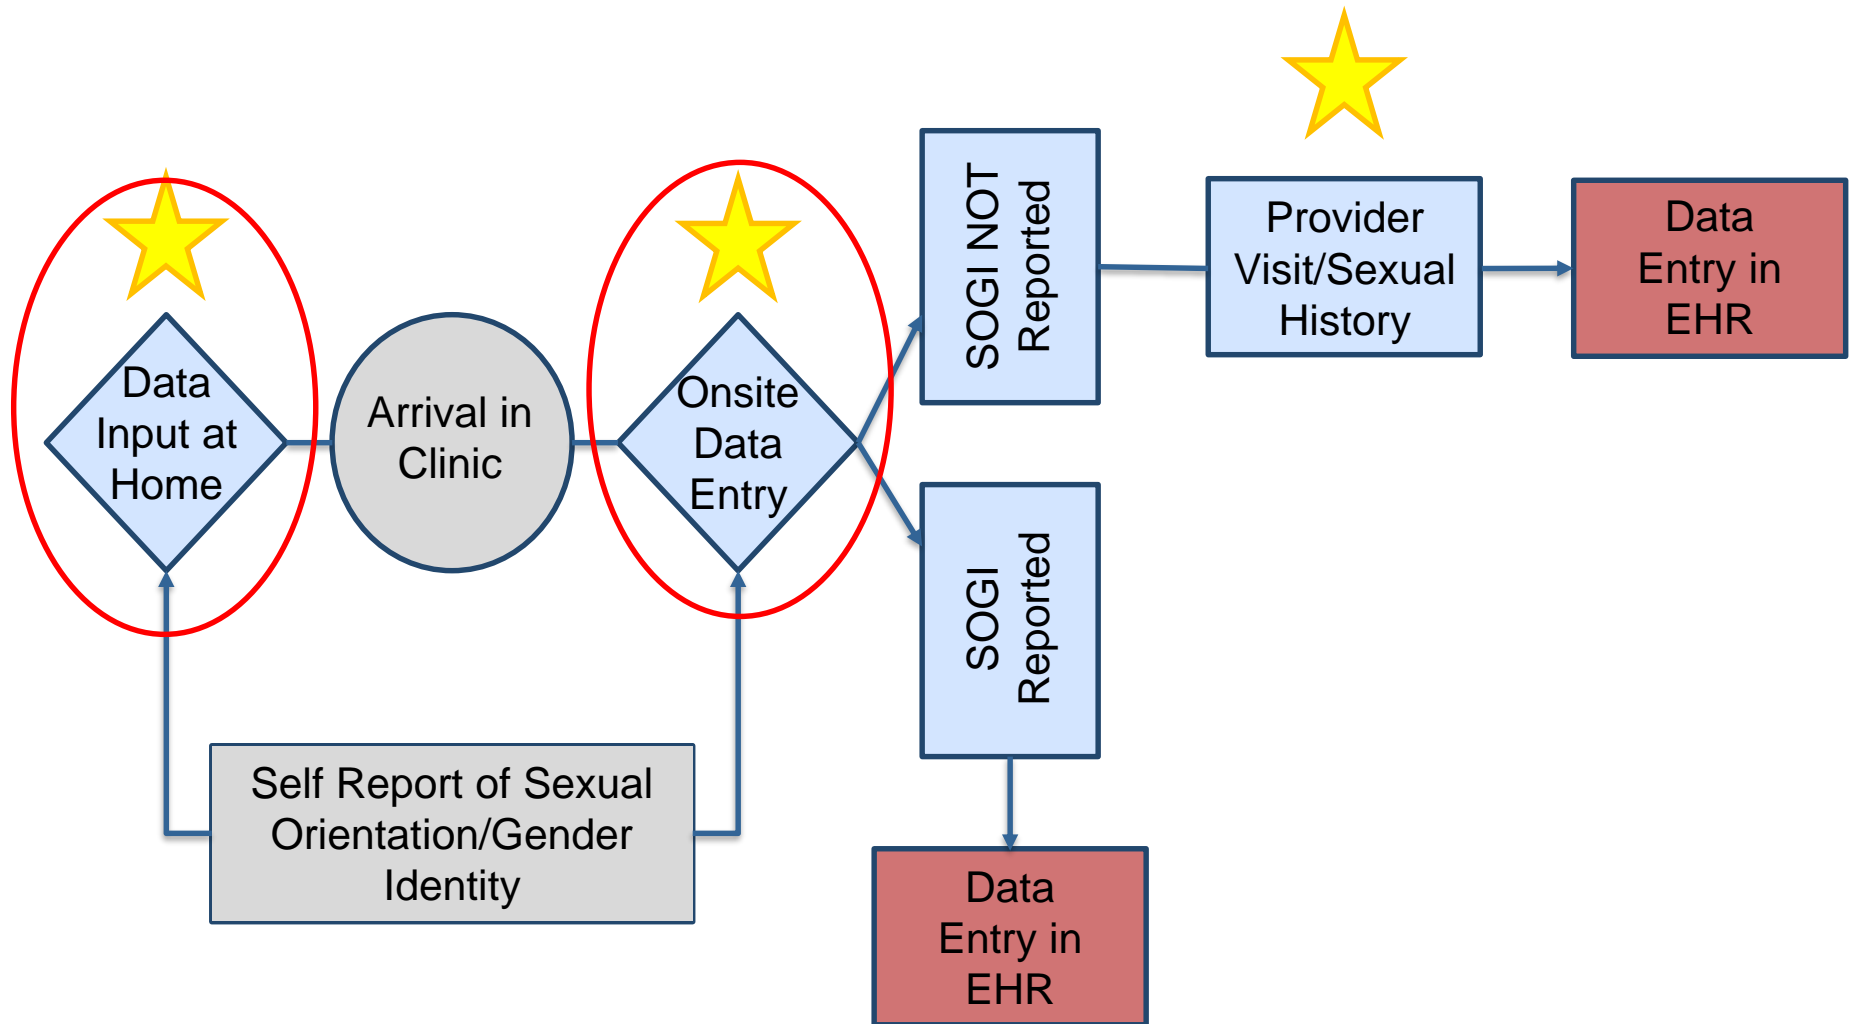 Data
Input at
Home
Arrival in
Clinic
Onsite
Data
Entry
SOGI NOT
Reported
Provider
Visit/Sexual
History
Data
Entry in
EHR
SOGI
Reported
Data
Entry in
EHR
Self Report of Sexual
Orientation/Gender
Identity